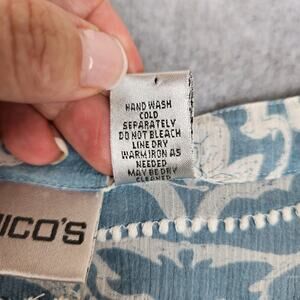 HAND WASH
COLD
SEPARATELY
DO NOT BLEACH
LINE DRY
WARM IRON AS
NEEDED
MAY BE DRY
CLEANED
ICO'S